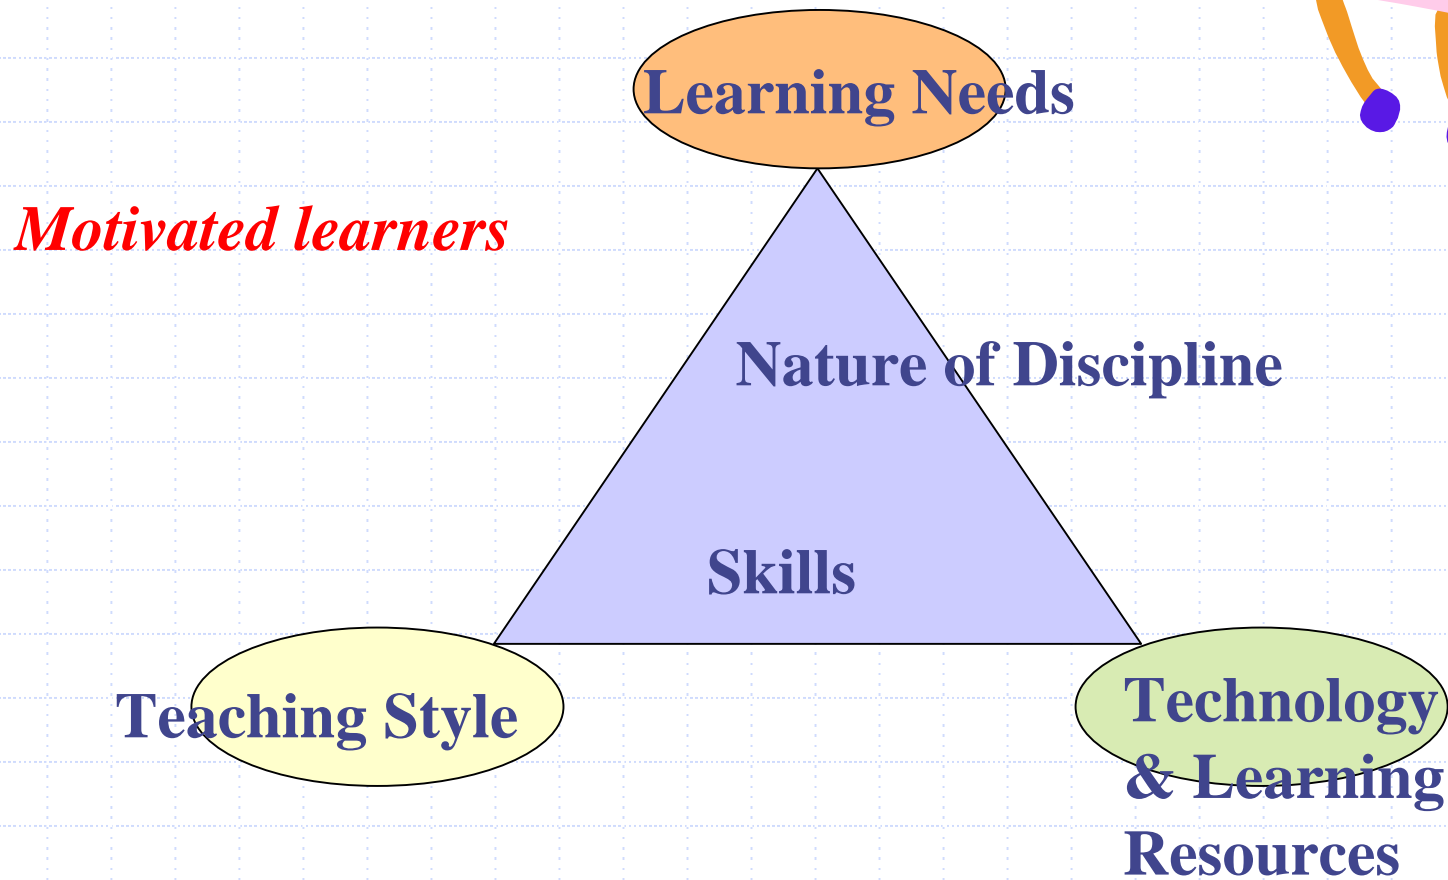 Learning Needs
Motivated learners
Nature of Discipline
Skills
Teaching Style
Technology
& Learning
Resources